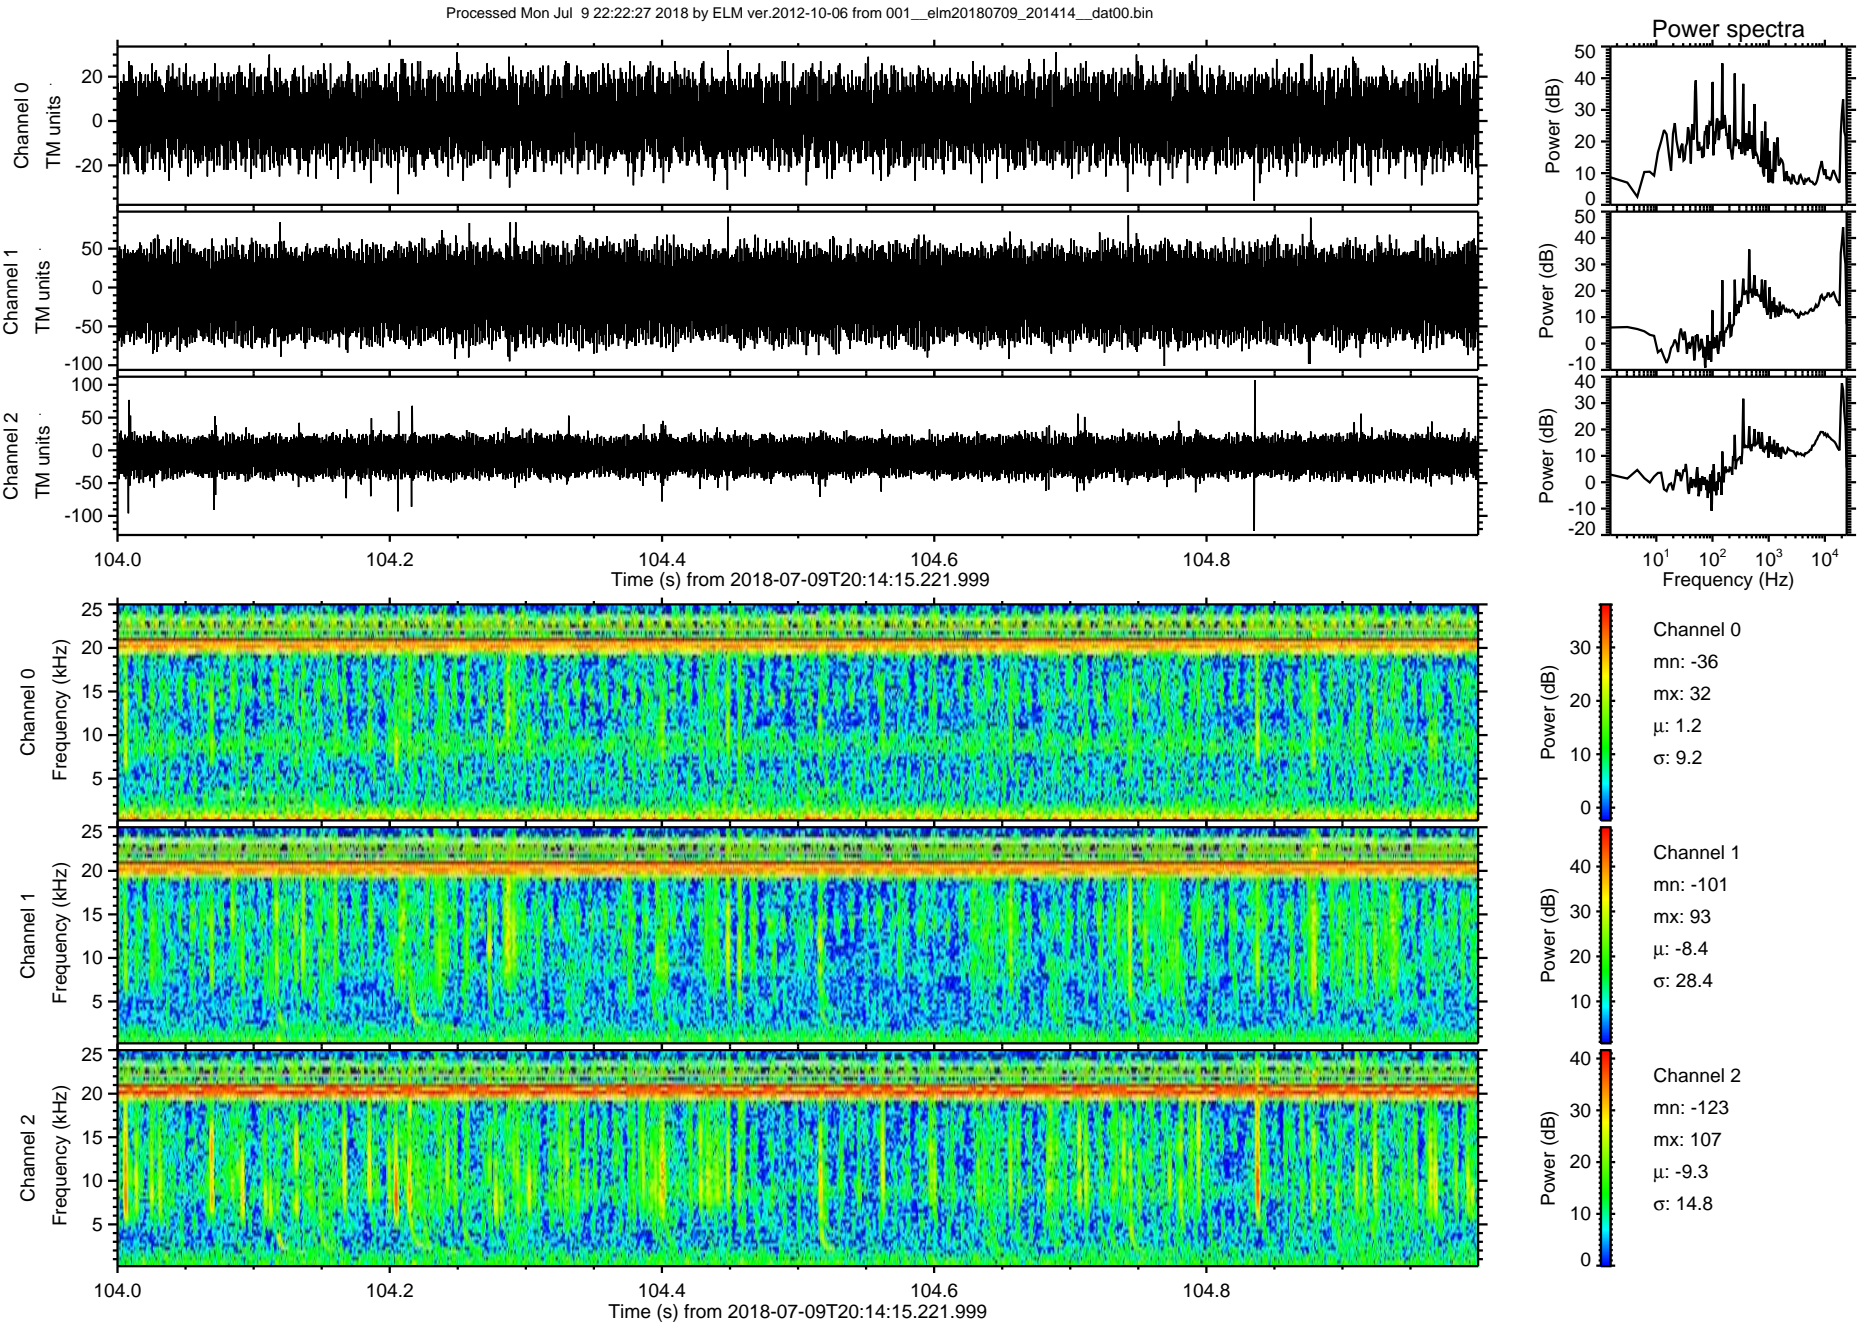 Processed Mon Jul  9 22:22:27 2018 by ELM ver.2012-10-06 from 001__elm20180709_201414__dat00.bin
Power spectra
Channel 0
TM units
20
0
-20
Power (dB)
50
40
30
20
10
0
Channel 1
TM units
50
0
-50
-100
Power (dB)
50
40
30
20
10
0
-10
Channel 2
TM units
100
50
0
-50
-100
Power (dB)
40
30
20
10
0
-10
-20
104.0 104.2 104.4 104.6 104.8
Time (s) from 2018-07-09T20:14:15.221.999
10^1 10^2 10^3 10^4
Frequency (Hz)
Channel 0
Frequency (kHz)
25
20
15
10
5
Power (dB)
30
20
10
0
Channel 0
mn: -36
mx: 32
μ: 1.2
σ: 9.2
Channel 1
Frequency (kHz)
25
20
15
10
5
Power (dB)
40
30
20
10
Channel 1
mn: -101
mx: 93
μ: -8.4
σ: 28.4
Channel 2
Frequency (kHz)
25
20
15
10
5
Power (dB)
40
30
20
10
0
Channel 2
mn: -123
mx: 107
μ: -9.3
σ: 14.8
104.0 104.2 104.4 104.6 104.8
Time (s) from 2018-07-09T20:14:15.221.999